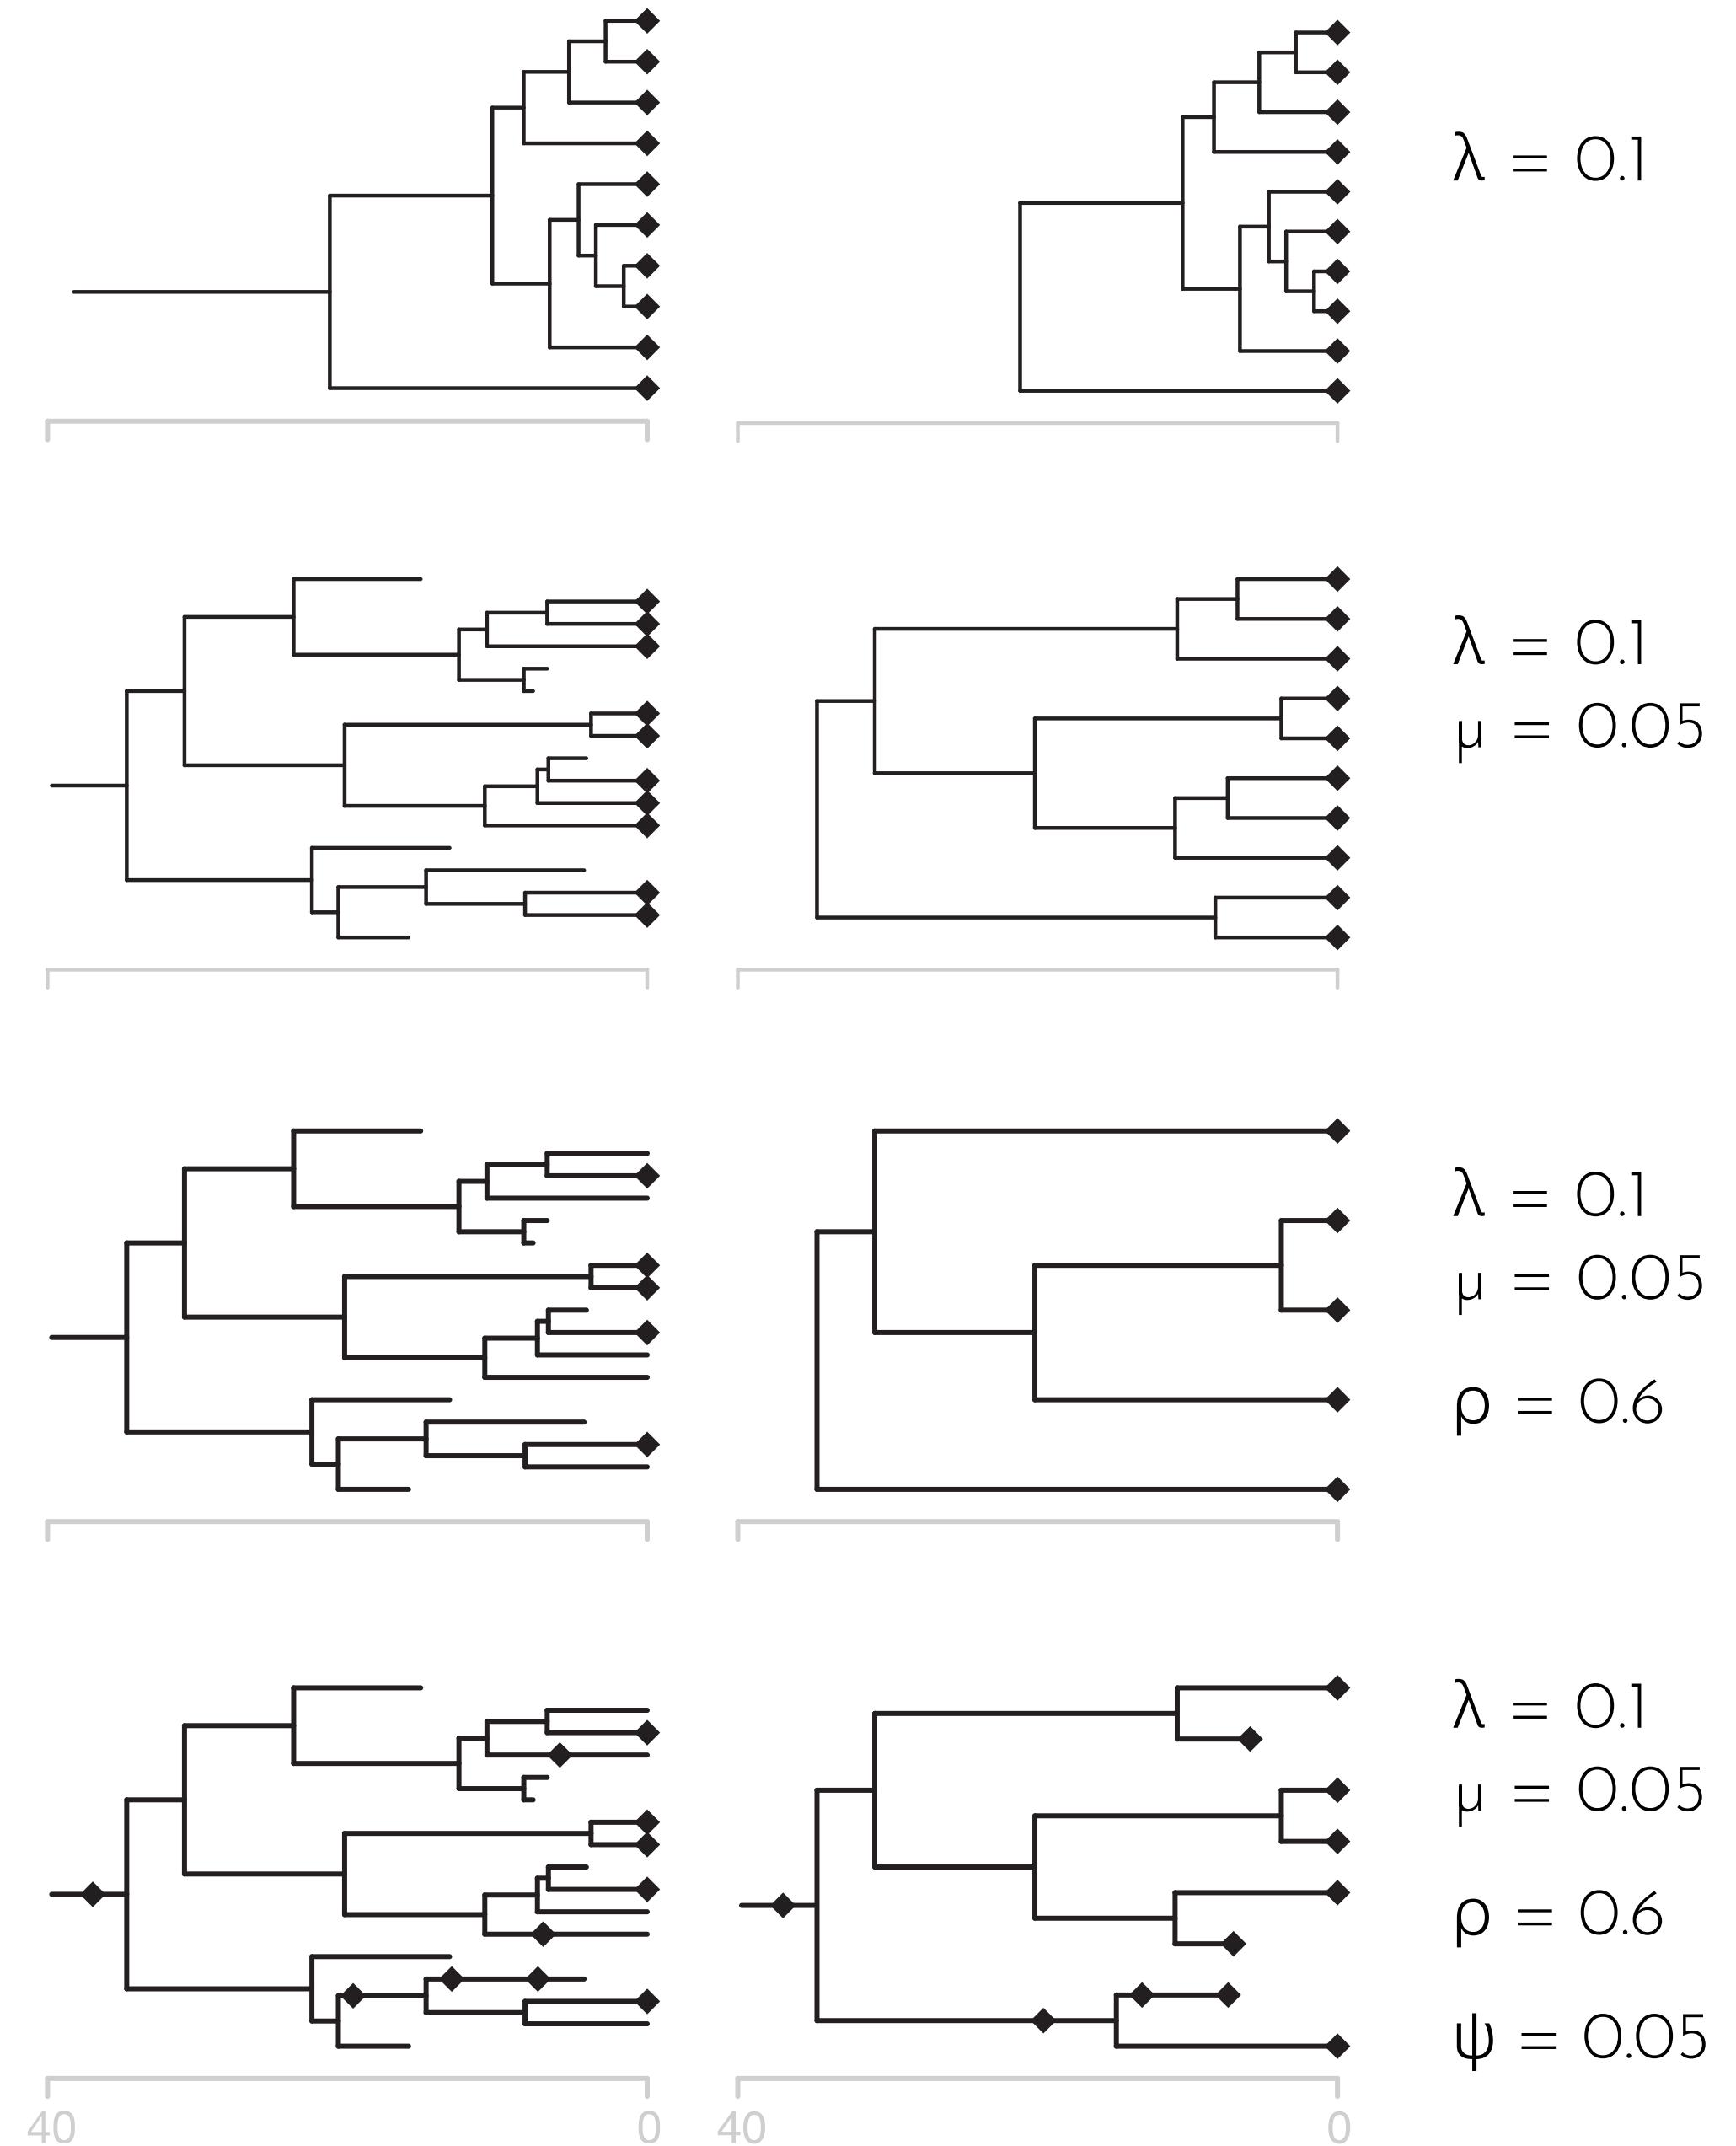 λ = 0.1
λ = 0.1
μ = 0.05
λ = 0.1
μ = 0.05
ρ = 0.6
λ = 0.1
μ = 0.05
ρ = 0.6
ψ = 0.05
40 0 40 0